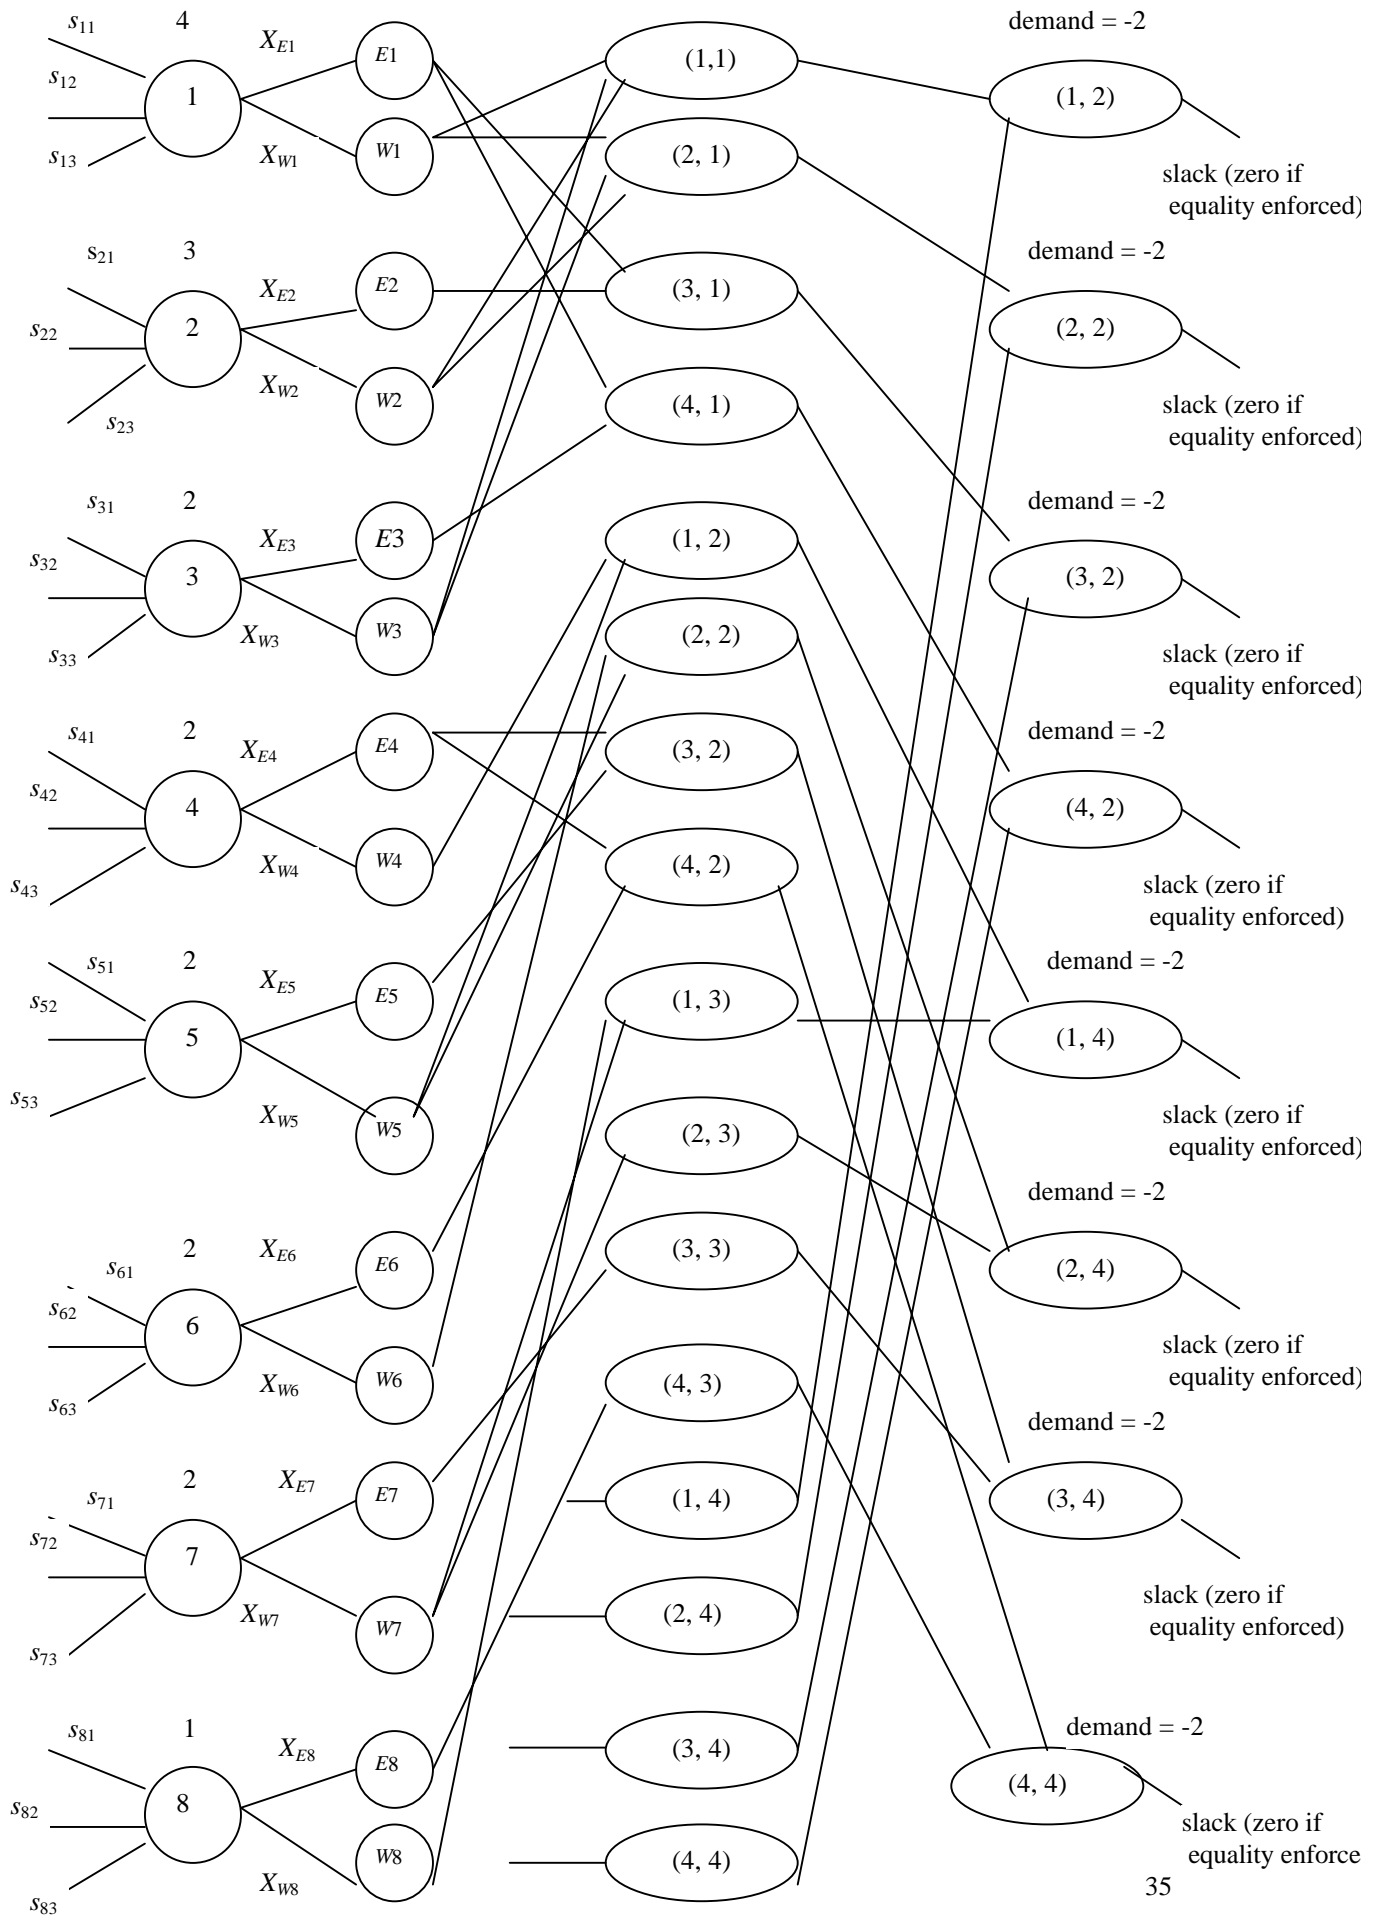 s11 4 demand = -2
XE1 E1 (1,1)
s12 1 (1, 2)
s13 XW1 W1 (2, 1)
slack (zero if
equality enforced)
s21 3 demand = -2
XE2 E2 (3, 1)
s22 2 (2, 2)
XW2 W2 (4, 1) slack (zero if
s23 equality enforced)
s31 2 demand = -2
XE3 E3 (1, 2)
s32 3 (3, 2)
XW3 W3 (2, 2)
s33 slack (zero if
equality enforced)
s41 2 demand = -2
XE4 E4 (3, 2)
s42 4 (4, 2)
XW4 W4 (4, 2)
s43 slack (zero if
equality enforced)
s51 2 demand = -2
XE5 E5 (1, 3)
s52 5 (1, 4)
s53 XW5 W5 (2, 3) slack (zero if
equality enforced)
demand = -2
s61 2 XE6 E6 (3, 3) (2, 4)
s62 6
XW6 W6 (4, 3) slack (zero if
s63 equality enforced)
demand = -2
s71 2 XE7 E7 (1, 4) (3, 4)
s72 7
XW7 W7 (2, 4) slack (zero if
s73 equality enforced)
s81 1 demand = -2
XE8 E8 (3, 4)
s82 8 (4, 4)
slack (zero if
XW8 W8 (4, 4) equality enforce
s83 35